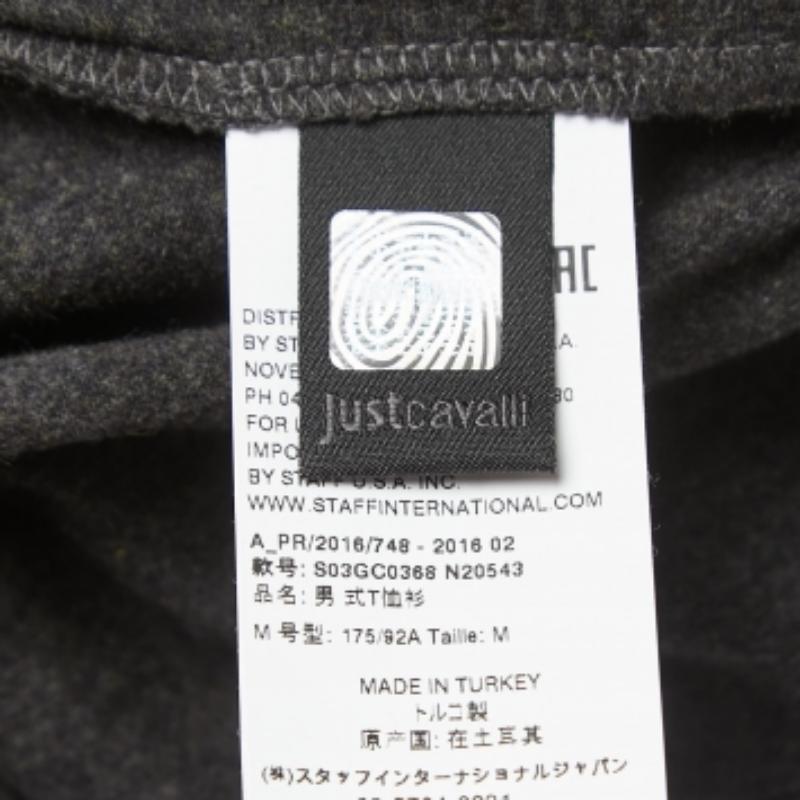 AC
justcavalli
DISTR
BY ST .A.
NOVE
PH 04 80
FOR U
IMPO
BY STAFF U.S.A. INC.
WWW.STAFFINTERNATIONAL.COM
A_PR/2016/748 - 2016 02
款号: S03GC0368 N20543
品名: 男 式T恤衫
M 号型: 175/92A Taille: M
MADE IN TURKEY
トルコ製
原产国: 在土耳其
(株)スタッフインターナショナルジャパン